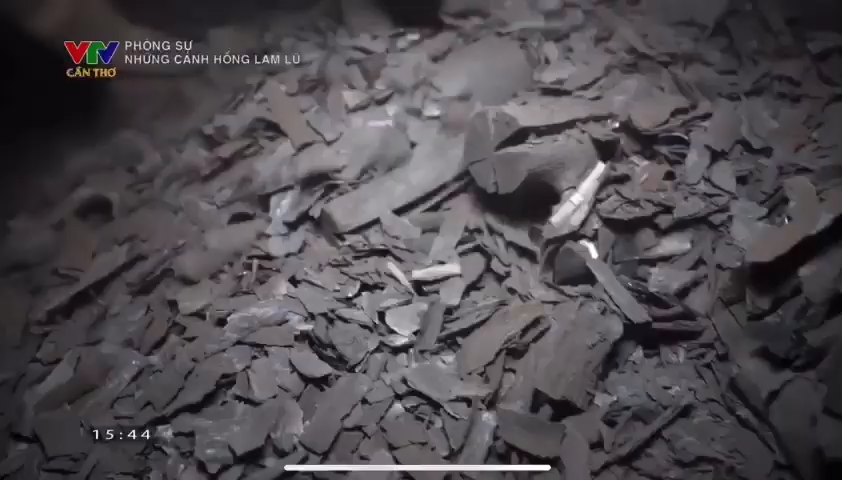 VTV
CẦN THƠ
PHÓNG SỰ
NHỮNG CÁNH HỒNG LAM LŨ
15:44